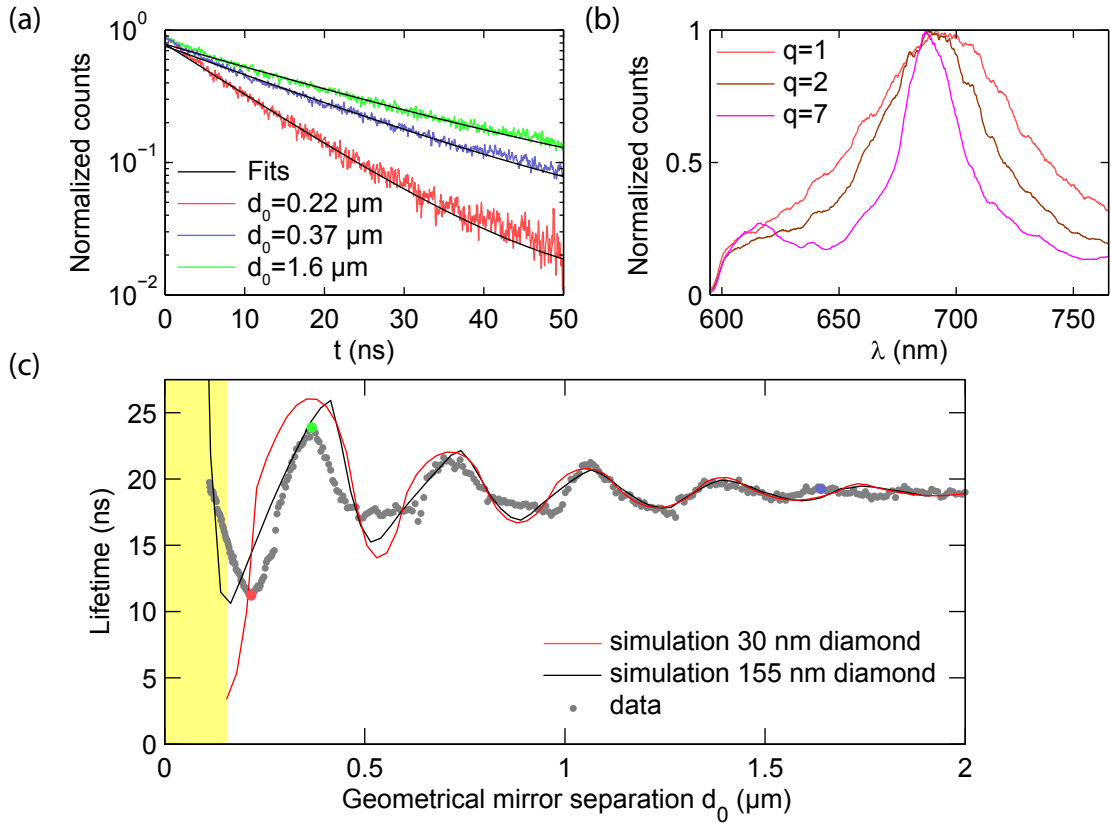 (a)
10⁰
10⁻¹
10⁻²
Normalized counts
Fits
d₀=0.22 µm
d₀=0.37 µm
d₀=1.6 µm
0 10 20 30 40 50
t (ns)
(b)
1
0.5
0
Normalized counts
q=1
q=2
q=7
600 650 700 750
λ (nm)
(c)
25
20
15
10
5
0
Lifetime (ns)
simulation 30 nm diamond
simulation 155 nm diamond
data
0 0.5 1 1.5 2
Geometrical mirror separation d₀ (µm)